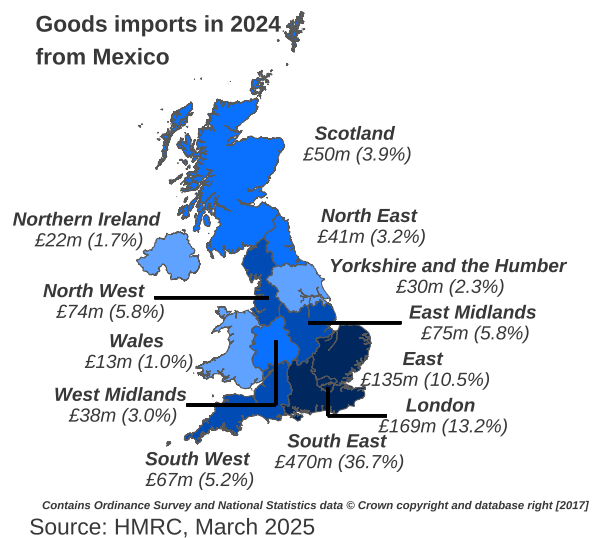 Goods imports in 2024
from Mexico
Scotland
£50m (3.9%)
Northern Ireland
£22m (1.7%)
North East
£41m (3.2%)
Yorkshire and the Humber
£30m (2.3%)
North West
£74m (5.8%)
East Midlands
£75m (5.8%)
Wales
£13m (1.0%)
East
£135m (10.5%)
West Midlands
£38m (3.0%)
London
£169m (13.2%)
South East
£470m (36.7%)
South West
£67m (5.2%)
Contains Ordinance Survey and National Statistics data © Crown copyright and database right [2017]
Source: HMRC, March 2025